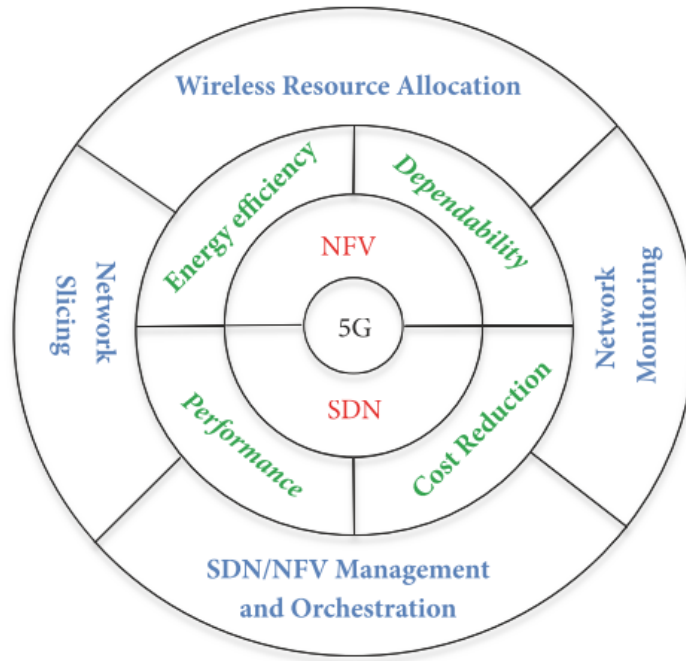 Wireless Resource Allocation
Energy efficiency
Dependability
NFV
Network
Slicing
5G
Network
Monitoring
SDN
Performance
Cost Reduction
SDN/NFV Management
and Orchestration